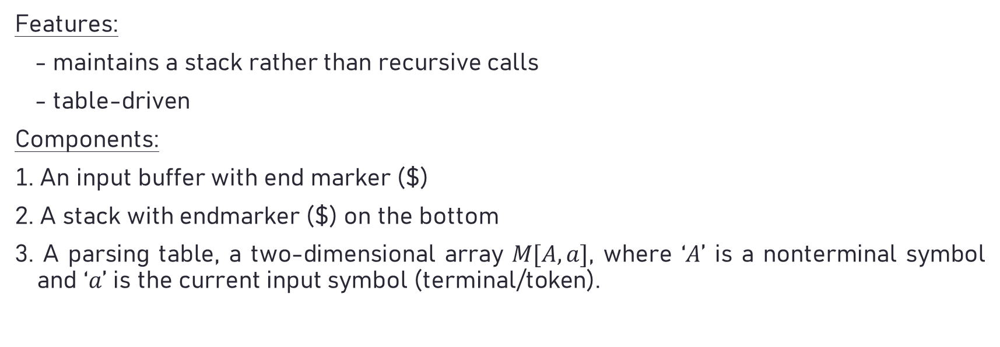 Features:
- maintains a stack rather than recursive calls
- table-driven
Components:
1. An input buffer with end marker ($)
2. A stack with endmarker ($) on the bottom
3. A parsing table, a two-dimensional array M[A, a], where ‘A’ is a nonterminal symbol
and ‘a’ is the current input symbol (terminal/token).